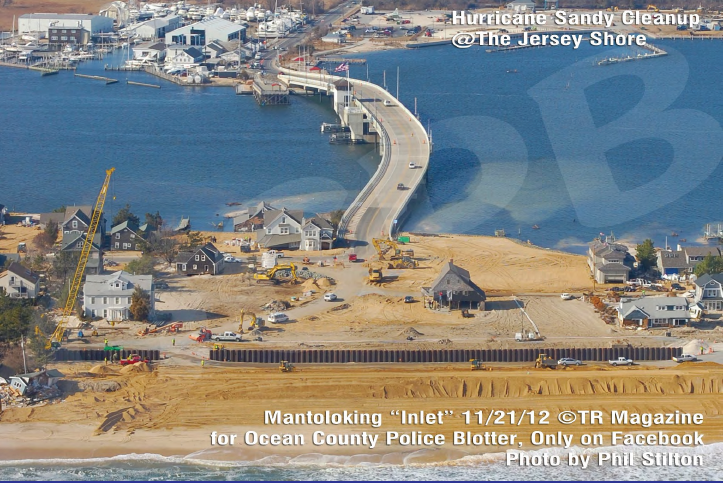 Hurricane Sandy Cleanup
@The Jersey Shore
OCPB
Mantoloking “Inlet” 11/21/12 ©TR Magazine
for Ocean County Police Blotter, Only on Facebook
Photo by Phil Stilton